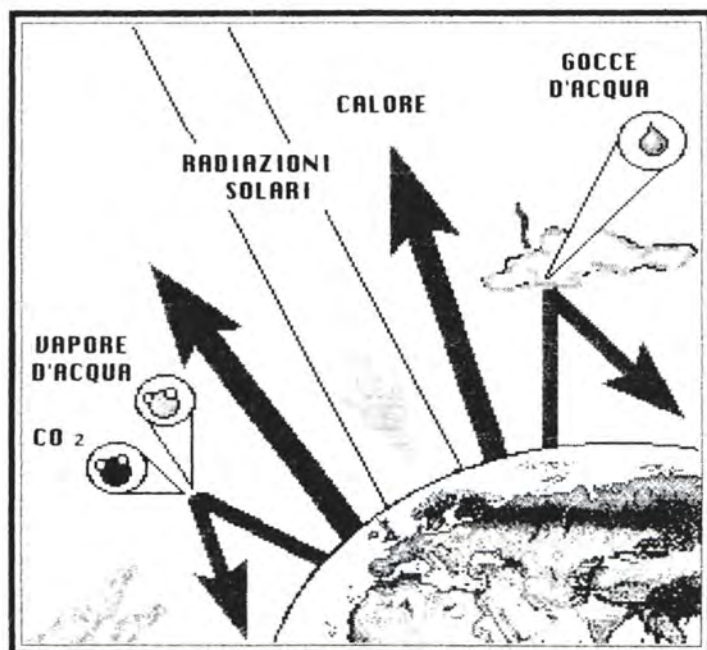 GOCCE
D'ACQUA
CALORE
RADIAZIONI
SOLARI
VAPORE
D'ACQUA
CO 2